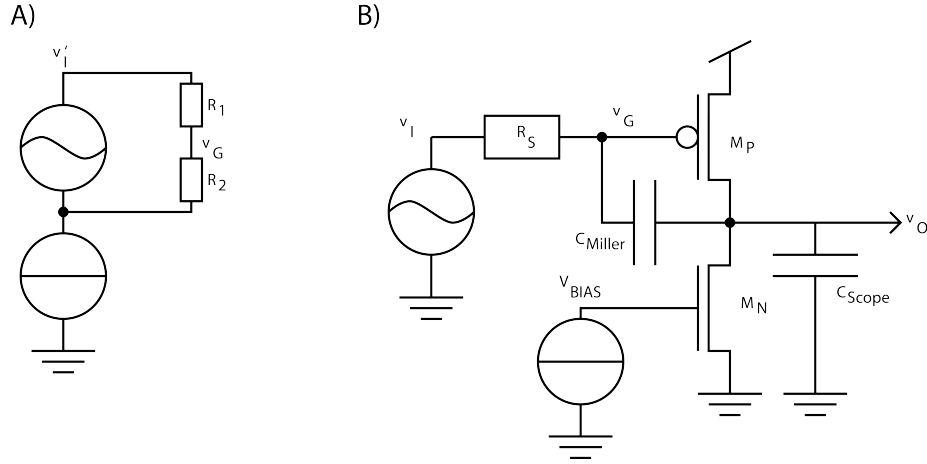 A)
v'I
R1
vG
R2
B)
vI
RS
vG
MP
CMiller
vO
VBIAS
MN
CScope